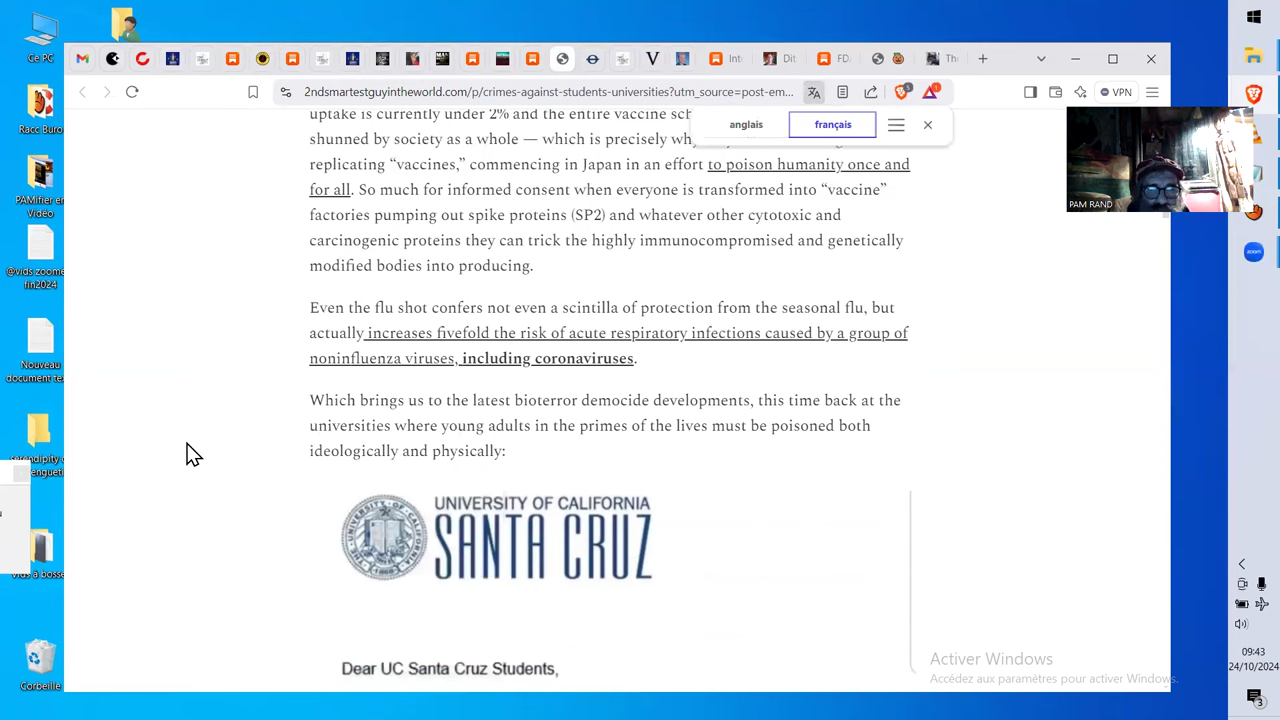 Ce PC
Racc Buro
PAMifier en
Vidéo
@vids zoome
fin2024
Nouveau
document te...
serendipity
Corbeille
2ndsmartestguyintheworld.com/p/crimes-against-students-universities?utm_source=post-em...
VPN
anglais
français
uptake is currently under 2% and the entire vaccine
shunned by society as a whole — which is precisely
replicating “vaccines,” commencing in Japan in an effort to poison humanity once and
for all. So much for informed consent when everyone is transformed into “vaccine”
factories pumping out spike proteins (SP2) and whatever other cytotoxic and
carcinogenic proteins they can trick the highly immunocompromised and genetically
modified bodies into producing.
Even the flu shot confers not even a scintilla of protection from the seasonal flu, but
actually increases fivefold the risk of acute respiratory infections caused by a group of
noninfluenza viruses, including coronaviruses.
Which brings us to the latest bioterror democide developments, this time back at the
universities where young adults in the primes of the lives must be poisoned both
ideologically and physically:
UNIVERSITY OF CALIFORNIA
SANTA CRUZ
Dear UC Santa Cruz Students,
PAM RAND
zoom
Activer Windows
Accédez aux paramètres pour activer Windows.
09:43
24/10/2024